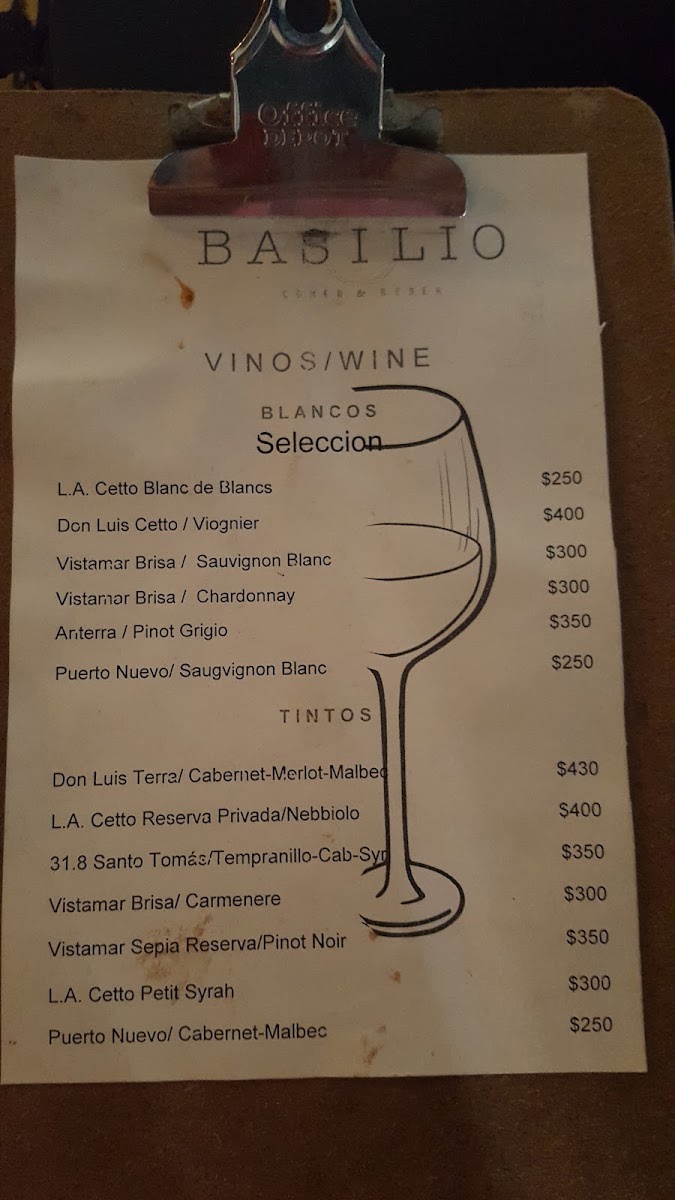 Office
DEPOT
BASILIO
COMER & BEBER
VINOS/WINE
BLANCOS
Seleccion
L.A. Cetto Blanc de Blancs $250
Don Luis Cetto / Viognier $400
Vistamar Brisa / Sauvignon Blanc $300
Vistamar Brisa / Chardonnay $300
Anterra / Pinot Grigio $350
Puerto Nuevo/ Saugvignon Blanc $250
TINTOS
Don Luis Terra/ Cabernet-Merlot-Malbec $430
L.A. Cetto Reserva Privada/Nebbiolo $400
31.8 Santo Tomás/Tempranillo-Cab-Syr $350
Vistamar Brisa/ Carmenere $300
Vistamar Sepia Reserva/Pinot Noir $350
L.A. Cetto Petit Syrah $300
Puerto Nuevo/ Cabernet-Malbec $250